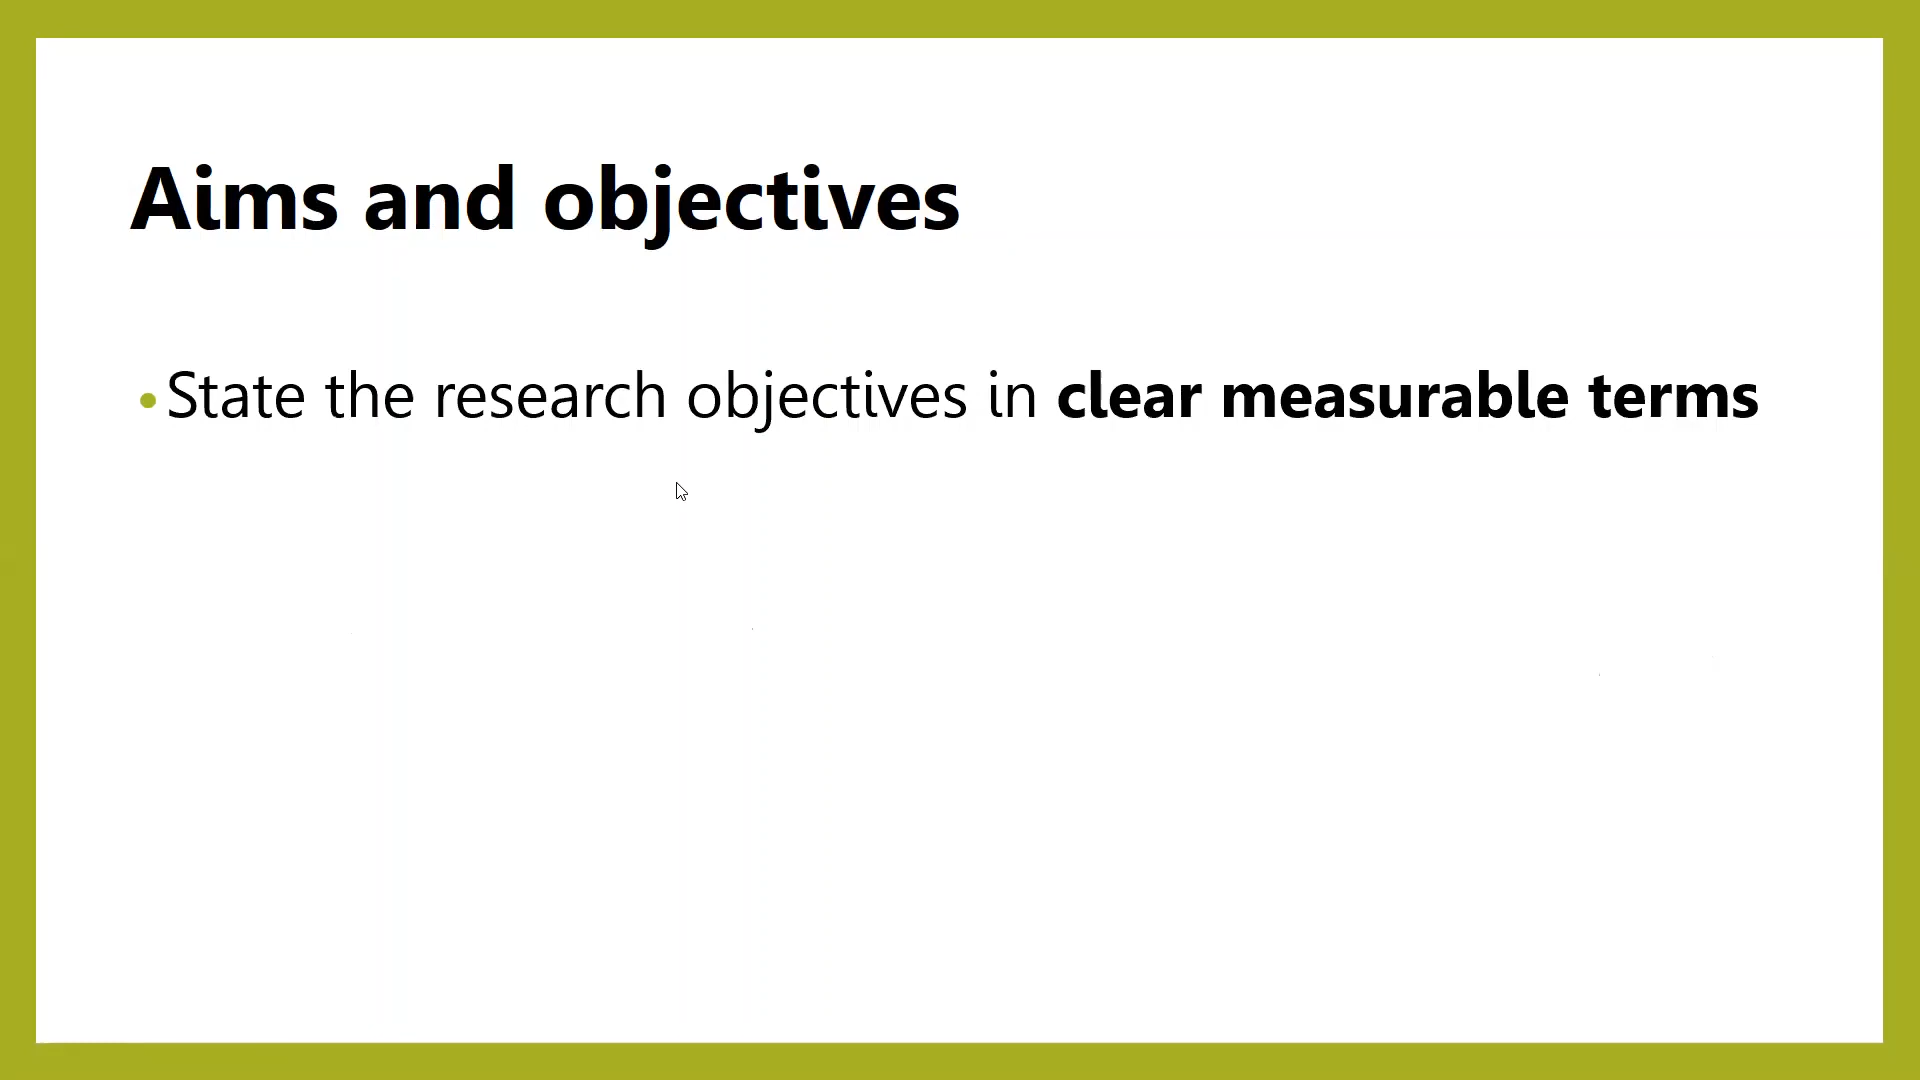 Aims and objectives
• State the research objectives in clear measurable terms